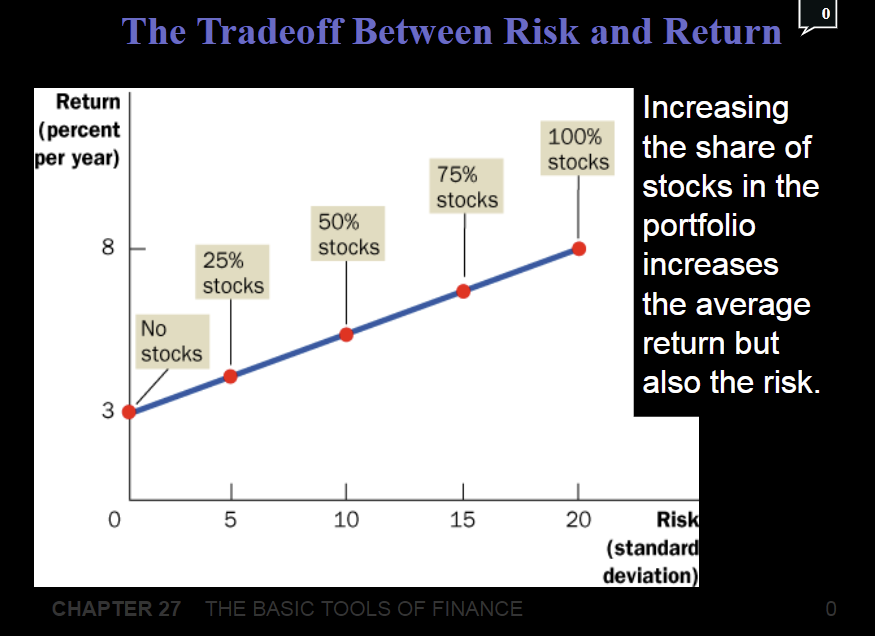 0
The Tradeoff Between Risk and Return
Return
(percent
per year)
8
3
No
stocks
25%
stocks
50%
stocks
75%
stocks
100%
stocks
0
5
10
15
20
Risk
(standard
deviation)
Increasing
the share of
stocks in the
portfolio
increases
the average
return but
also the risk.
CHAPTER 27 THE BASIC TOOLS OF FINANCE
0